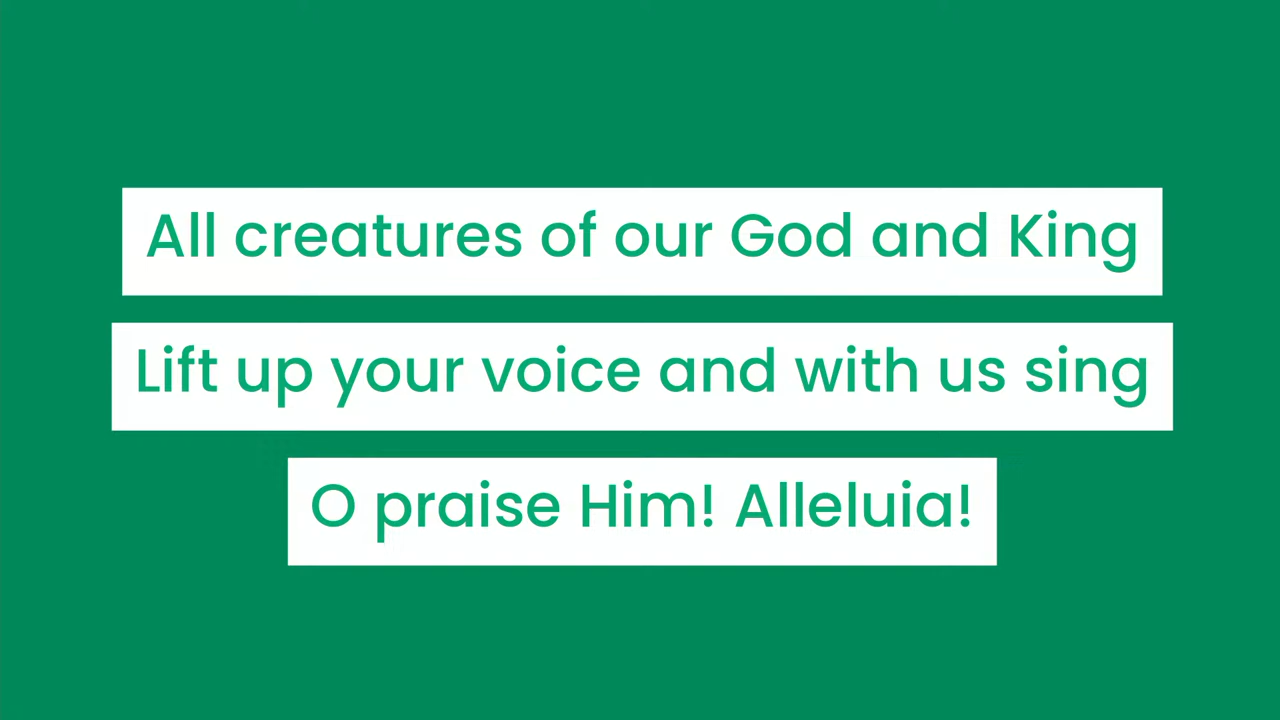 All creatures of our God and King
Lift up your voice and with us sing
O praise Him! Alleluia!